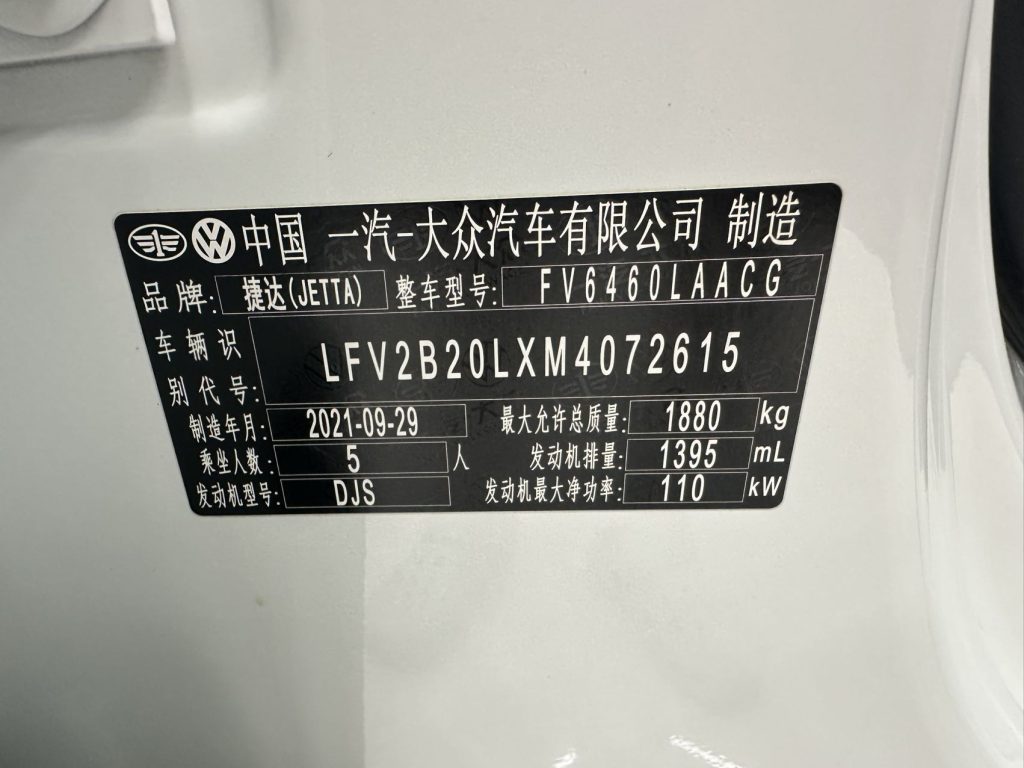 中国 一汽-大众汽车有限公司 制造
品牌: 捷达(JETTA) 整车型号: FV6460LAACG
车辆识别代号: LFV2B20LXM4072615
制造年月: 2021-09-29 最大允许总质量: 1880 kg
乘坐人数: 5 人 发动机排量: 1395 mL
发动机型号: DJS 发动机最大净功率: 110 kW